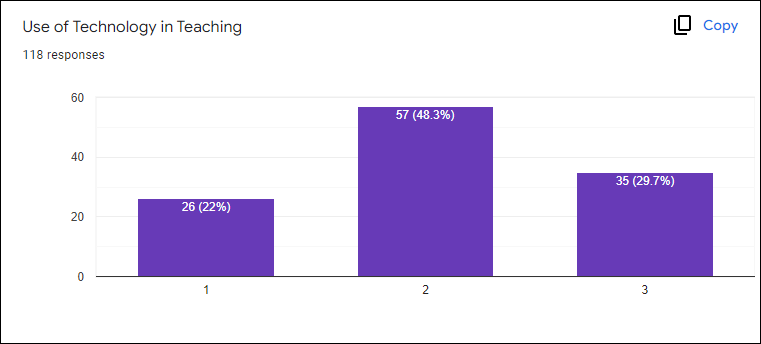 Use of Technology in Teaching
Copy
118 responses
60
57 (48.3%)
40
35 (29.7%)
26 (22%)
20
0
1 2 3